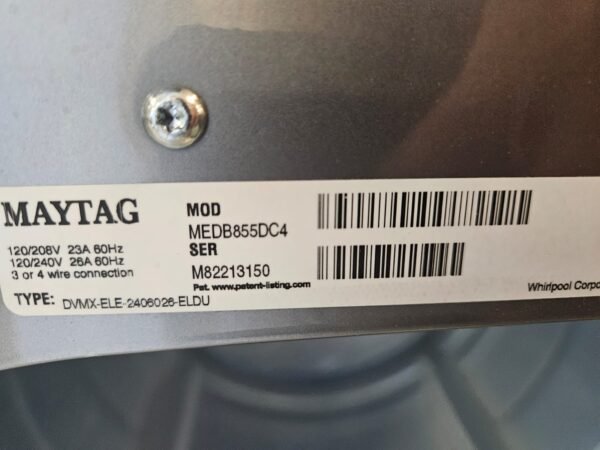 MAYTAG
120/208V 23A 60Hz
120/240V 26A 60Hz
3 or 4 wire connection
TYPE: DVMX-ELE-2406026-ELDU
MOD
MEDB855DC4
SER
M82213150
Pat. www.patent-listing.com
Whirlpool Corpo